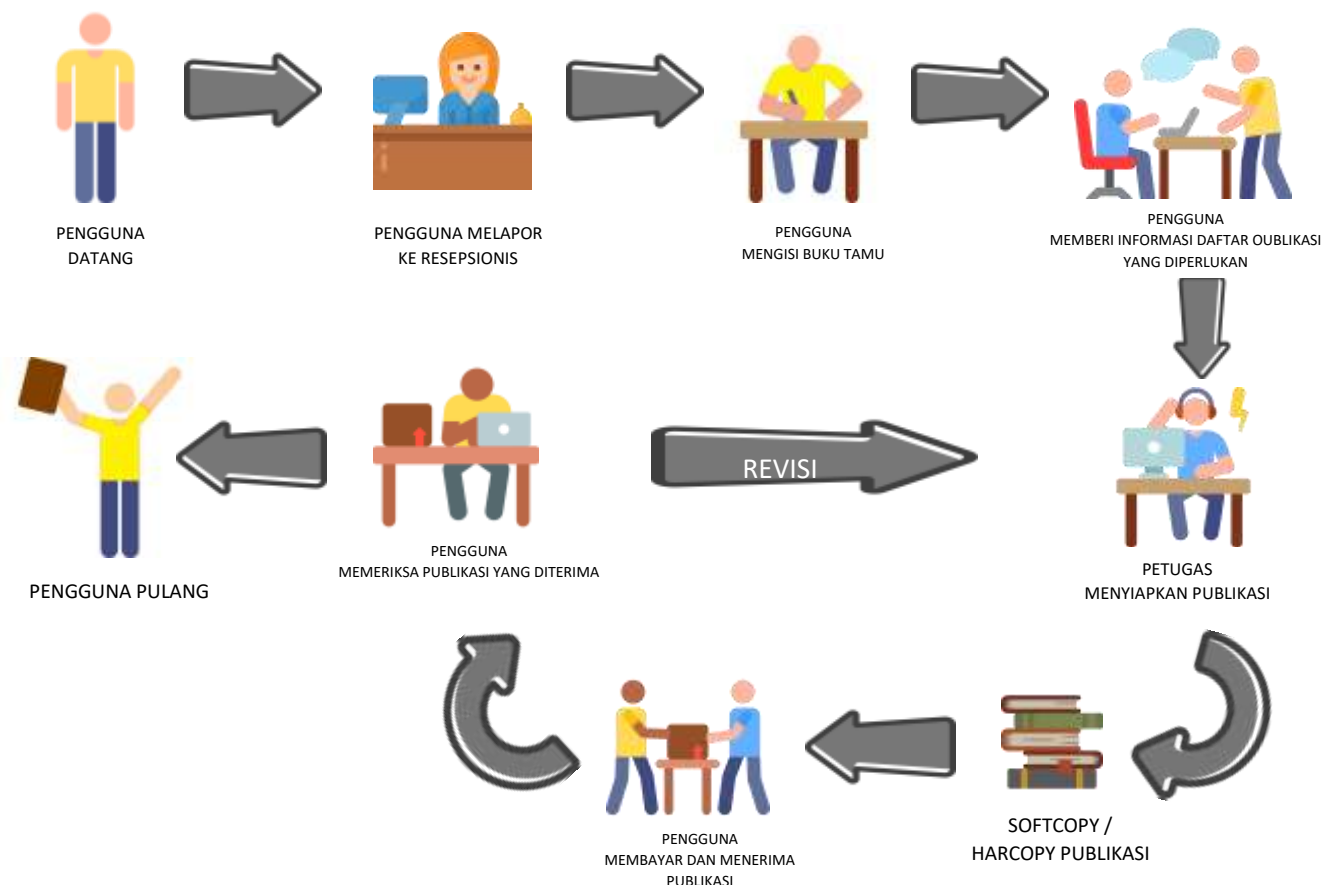 PENGGUNA
DATANG
PENGGUNA MELAPOR
KE RESEPSIONIS
PENGGUNA
MENGISI BUKU TAMU
PENGGUNA
MEMBERI INFORMASI DAFTAR OUBLIKASI
YANG DIPERLUKAN
PENGGUNA PULANG
PENGGUNA
MEMERIKSA PUBLIKASI YANG DITERIMA
REVISI
PETUGAS
MENYIAPKAN PUBLIKASI
PENGGUNA
MEMBAYAR DAN MENERIMA
PUBLIKASI
SOFTCOPY /
HARCOPY PUBLIKASI